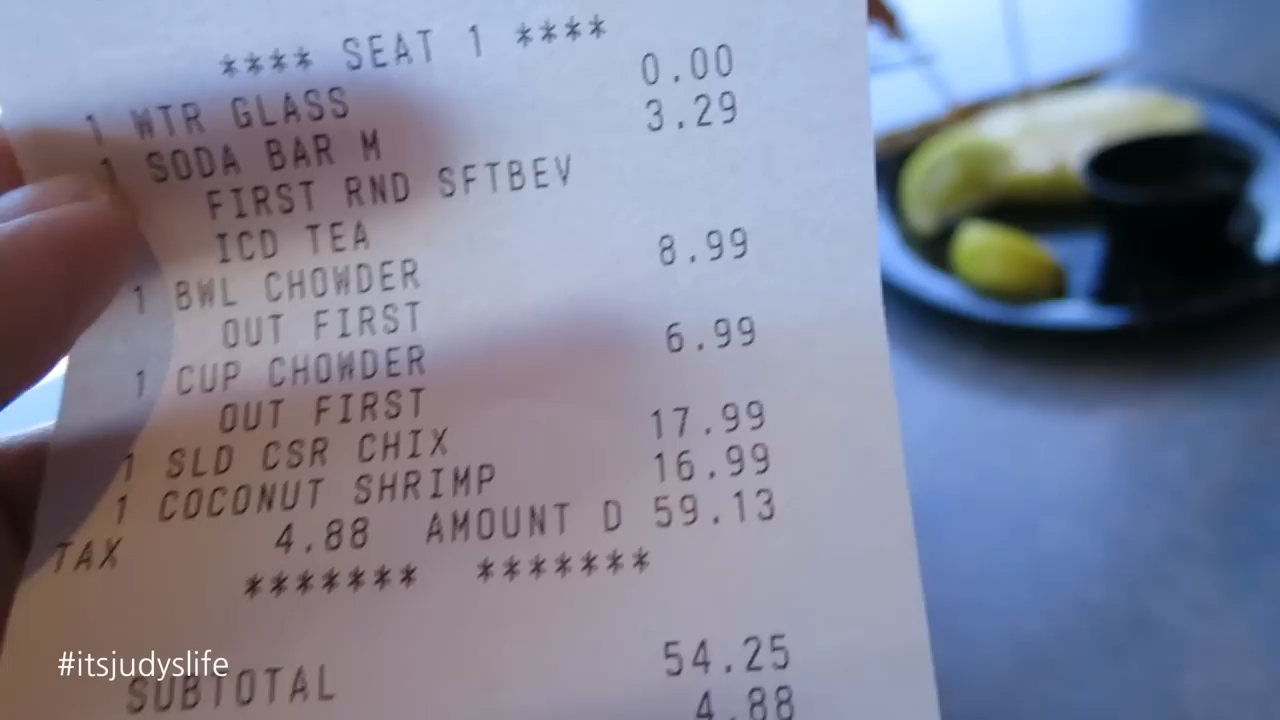 **** SEAT 1 ****
1 WTR GLASS 0.00
1 SODA BAR M 3.29
FIRST RND SFTBEV
ICD TEA
1 BWL CHOWDER 8.99
OUT FIRST
1 CUP CHOWDER 6.99
OUT FIRST
1 SLD CSR CHIX 17.99
1 COCONUT SHRIMP 16.99
TAX 4.88 AMOUNT D 59.13
******* *******
SUBTOTAL 54.25
4.88
#itsjudyslife